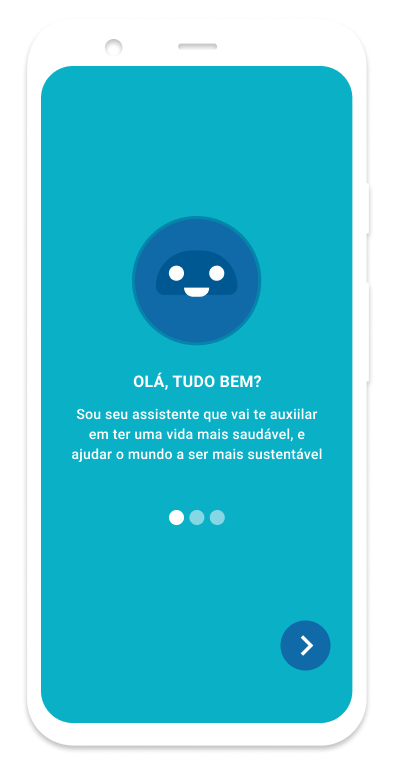 OLÁ, TUDO BEM?
Sou seu assistente que vai te auxiilar
em ter uma vida mais saudável, e
ajudar o mundo a ser mais sustentável